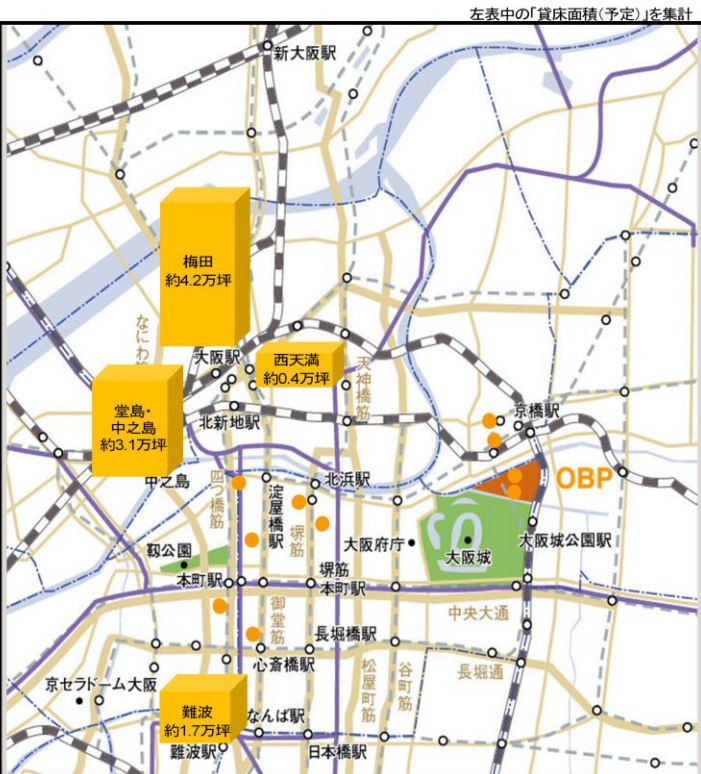 左表中の「貸床面積(予定)」を集計
新大阪駅
梅田
約4.2万坪
なにわ筋
大阪駅
西天満
約0.4万坪
天神橋筋
堂島・
中之島
約3.1万坪
北新地駅
京橋駅
中之島
四つ橋筋
淀屋橋駅
北浜駅
OBP
堺筋
大阪府庁
大阪城
大阪城公園駅
靱公園
本町駅
堺筋
本町駅
御堂筋
中央大通
長堀橋駅
心斎橋駅
松屋町筋
谷町筋
長堀通
京セラドーム大阪
難波
約1.7万坪
なんば駅
難波駅
日本橋駅